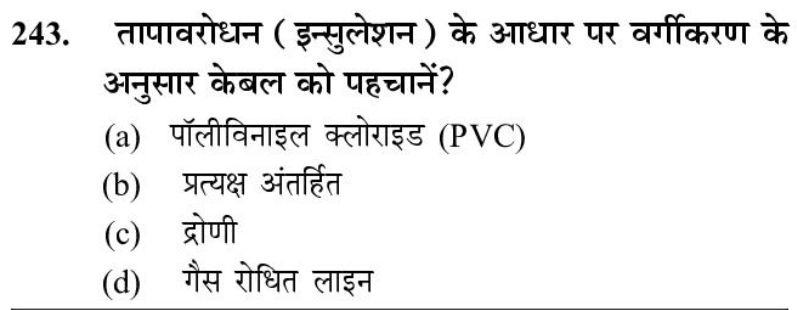 243. तापावरोधन ( इन्सुलेशन ) के आधार पर वर्गीकरण के
अनुसार केबल को पहचानें?
(a) पॉलीविनाइल क्लोराइड (PVC)
(b) प्रत्यक्ष अंतर्हित
(c) द्रोणी
(d) गैस रोधित लाइन